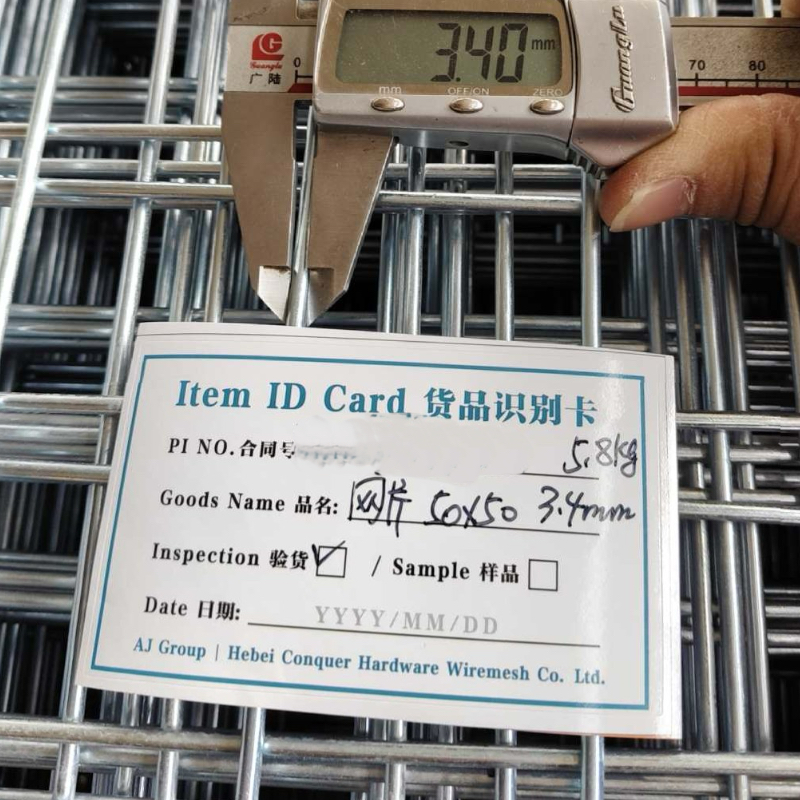 Guanglu
广陆
0
3.40 mm
mm OFF/ON ZERO
Guanglu
70 80
Item ID Card 货品识别卡
PI NO.合同号
5.8kg
Goods Name 品名: 网片 50x50 3.4mm
Inspection 验货 / Sample 样品
Date 日期: YYYY/MM/DD
AJ Group | Hebei Conquer Hardware Wiremesh Co. Ltd.